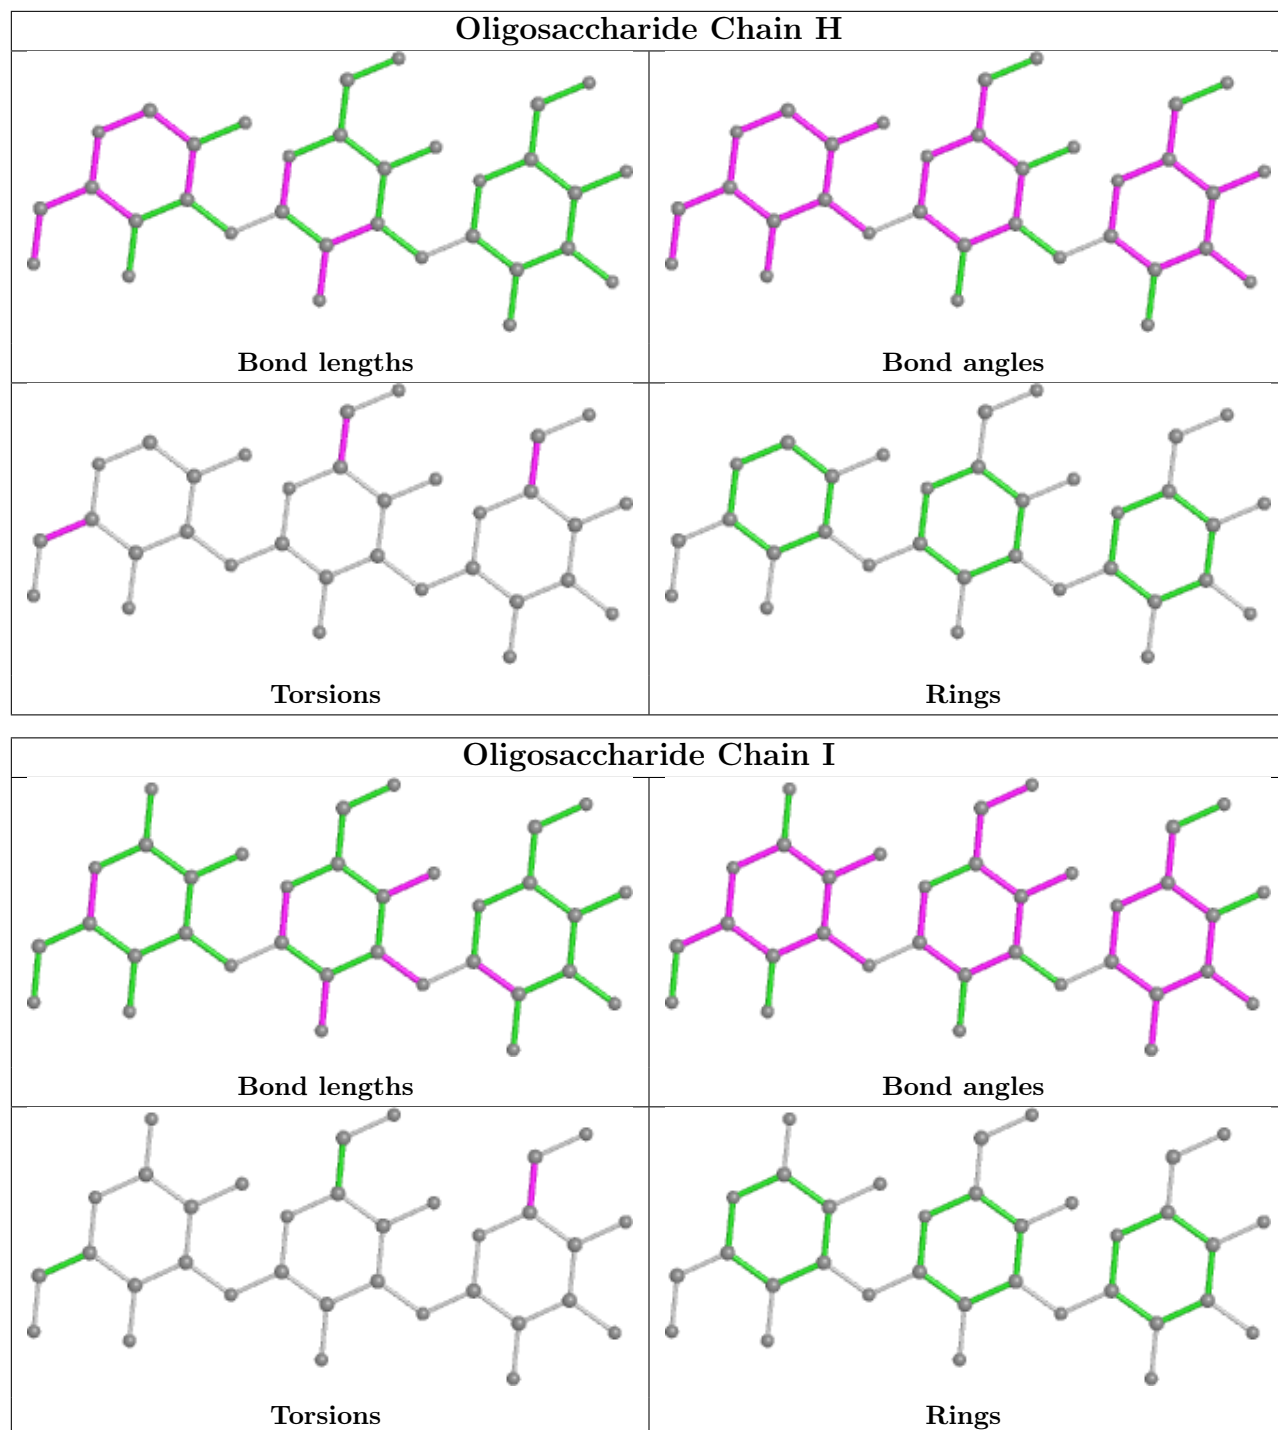 Oligosaccharide Chain H
Bond lengths
Bond angles
Torsions
Rings
Oligosaccharide Chain I
Bond lengths
Bond angles
Torsions
Rings